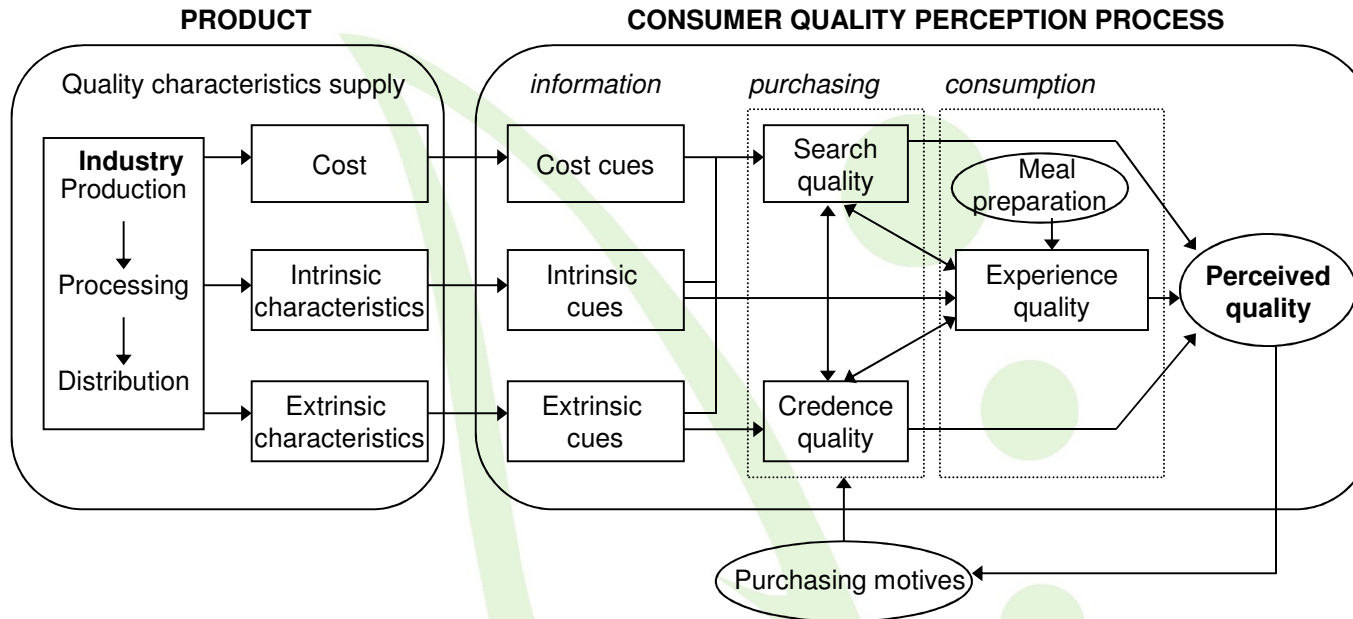 PRODUCT
CONSUMER QUALITY PERCEPTION PROCESS
Quality characteristics supply
information
purchasing
consumption
Industry
Production
Processing
Distribution
Cost
Intrinsic
characteristics
Extrinsic
characteristics
Cost cues
Intrinsic
cues
Extrinsic
cues
Search
quality
Credence
quality
Meal
preparation
Experience
quality
Perceived
quality
Purchasing motives